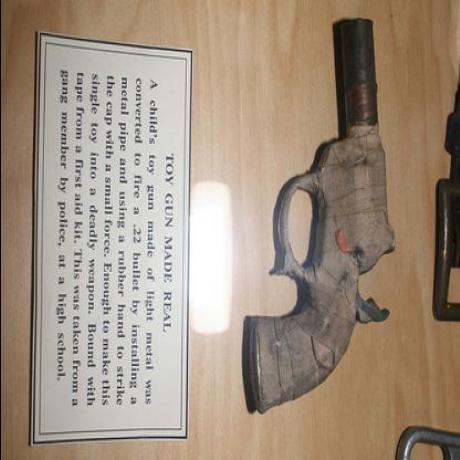 TOY GUN MADE REAL
A child's toy gun made of light metal was
converted to fire a .22 bullet by installing a
metal pipe and using a rubber hand to strike
the cap with a small force. Enough to make this
single toy into a deadly weapon. Bound with
tape from a first aid kit. This was taken from a
gang member by police, at a high school.